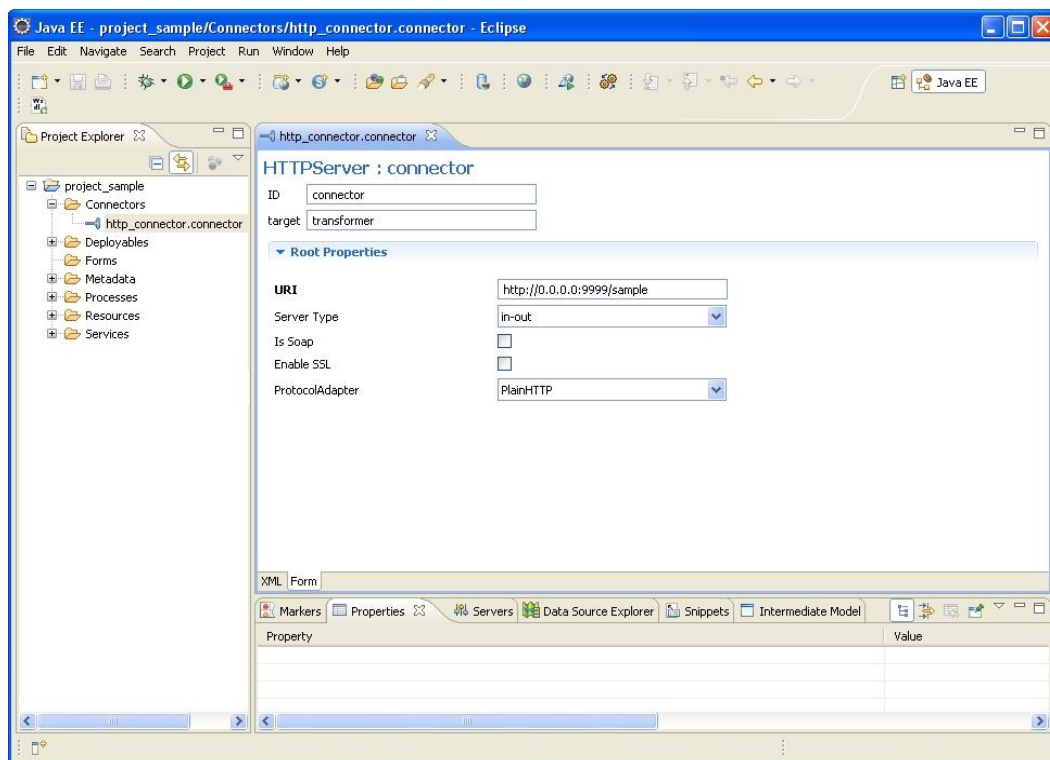 Java EE - project_sample/Connectors/http_connector.connector - Eclipse
File Edit Navigate Search Project Run Window Help
Java EE
Project Explorer
http_connector.connector
project_sample
Connectors
http_connector.connector
Deployables
Forms
Metadata
Processes
Resources
Services
HTTPServer : connector
ID connector
target transformer
Root Properties
URI http://0.0.0.0:9999/sample
Server Type in-out
Is Soap
Enable SSL
ProtocolAdapter PlainHTTP
XML Form
Markers Properties Servers Data Source Explorer Snippets Intermediate Model
Property Value